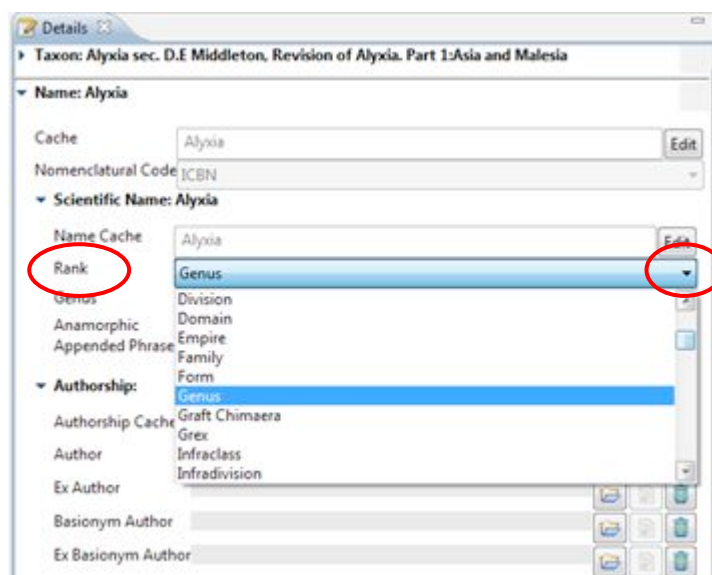 Details
Taxon: Alyxia sec. D.E Middleton, Revision of Alyxia. Part 1:Asia and Malesia
Name: Alyxia
Cache Alyxia Edit
Nomenclatural Code ICBN
Scientific Name: Alyxia
Name Cache Alyxia Edit
Rank Genus
Genus Division
Domain
Anamorphic Empire
Appended Phrase Family
Form
Authorship: Genus
Authorship Cache Graft Chimaera
Grex
Author Infraclass
Infradivision
Ex Author
Basionym Author
Ex Basionym Author